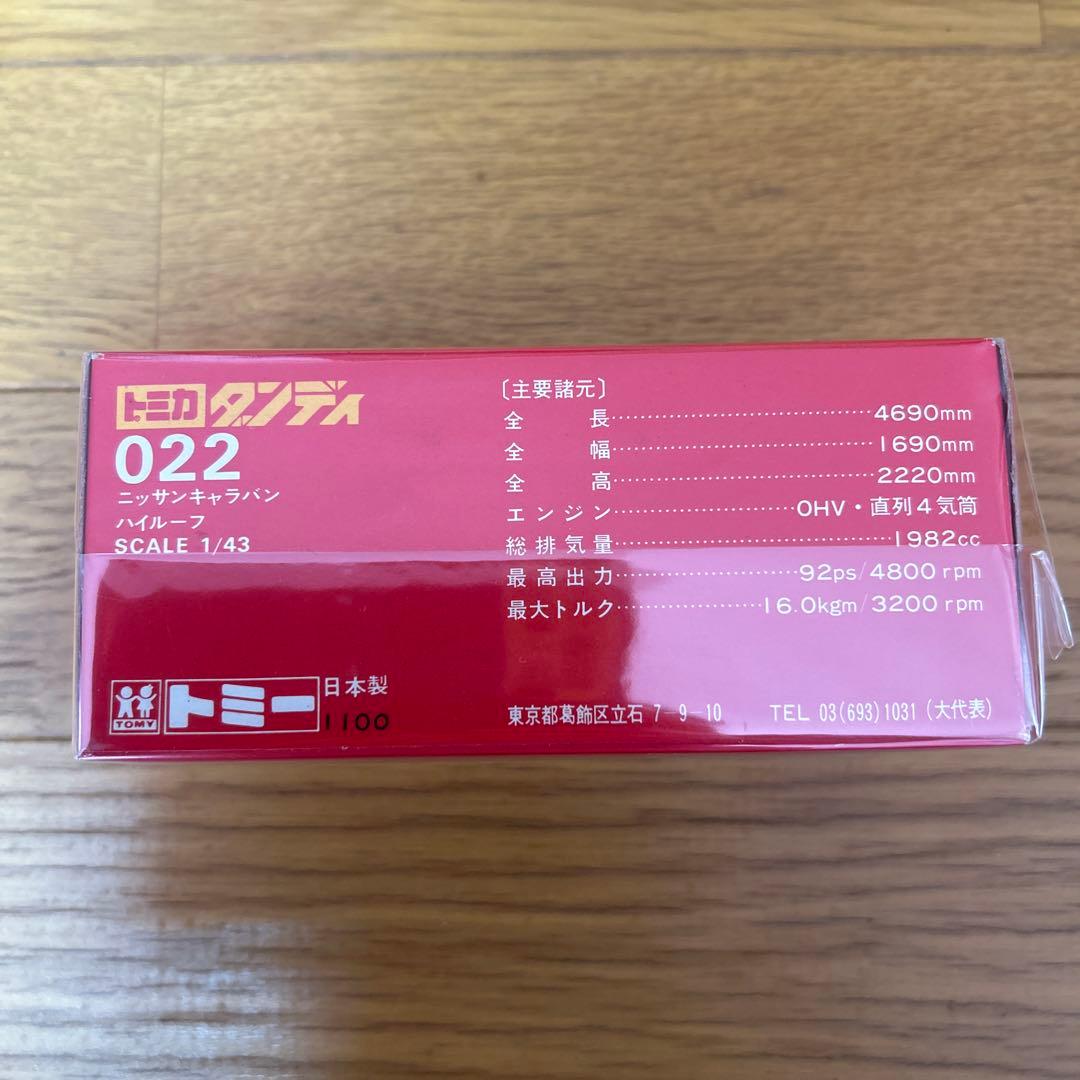 トミカ ダンディ
022
ニッサンキャラバン
ハイルーフ
SCALE 1/43
TOMY
トミー
日本製
1100
〔主要諸元〕
全長……………………………4690mm
全幅……………………………1690mm
全高……………………………2220mm
エンジン……………………OHV・直列4気筒
総排気量……………………………1982cc
最高出力……………………92ps/4800rpm
最大トルク………………16.0kgm/3200rpm
東京都葛飾区立石 7-9-10 TEL 03(693)1031 (大代表)